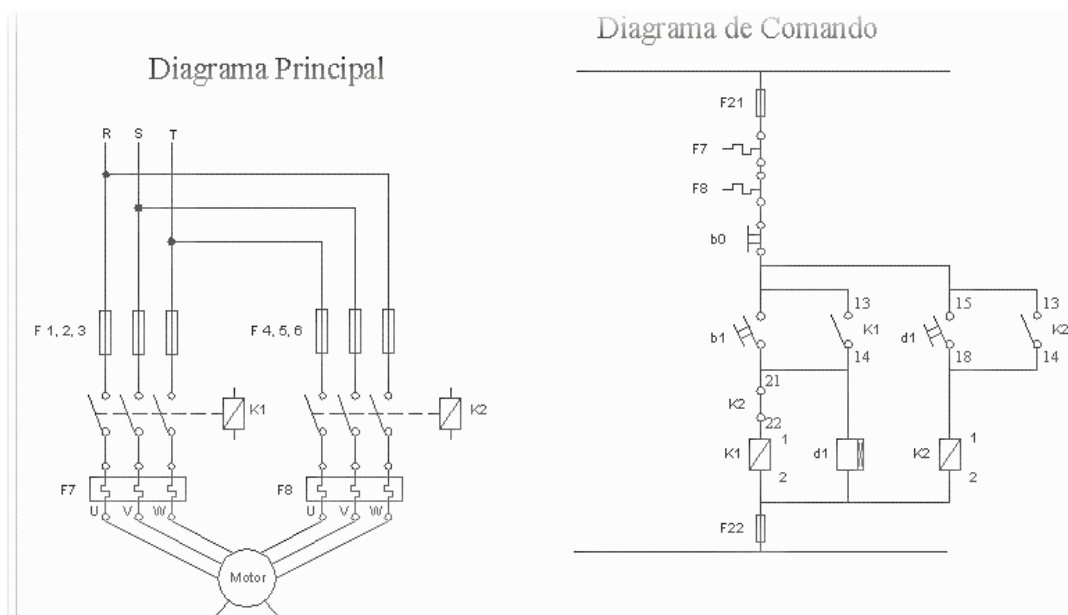 Diagrama de Comando
Diagrama Principal
R S T
F 1, 2, 3
F 4, 5, 6
K1
K2
F7
F8
U V W
U V W
Motor
F21
F7
F8
b0
b1
13
K1
14
15
d1
18
13
K2
14
21
K2
22
K1
1
2
d1
K2
1
2
F22